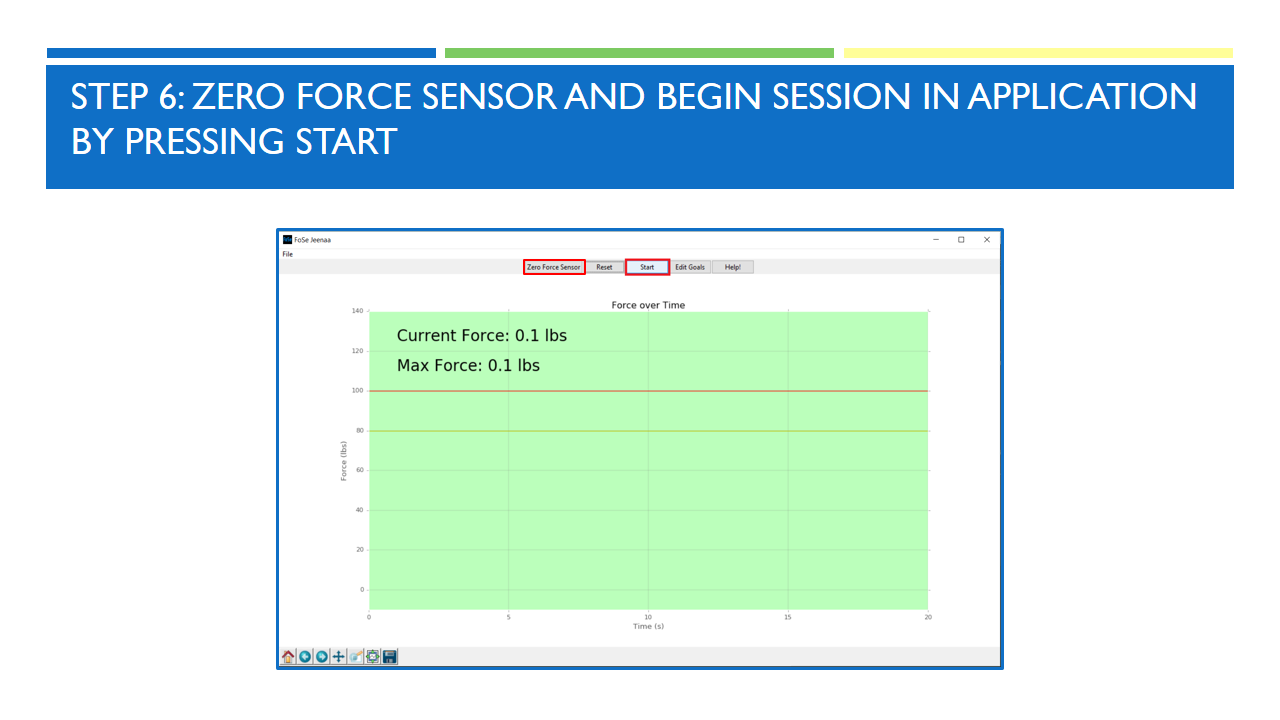 STEP 6: ZERO FORCE SENSOR AND BEGIN SESSION IN APPLICATION
BY PRESSING START
FoSe Jeenaa
File
Zero Force Sensor Reset Start Edit Goals Help!
Force over Time
140
Current Force: 0.1 lbs
120
Max Force: 0.1 lbs
100
80
60
40
20
0
Force (lbs)
0 5 10 15 20
Time (s)